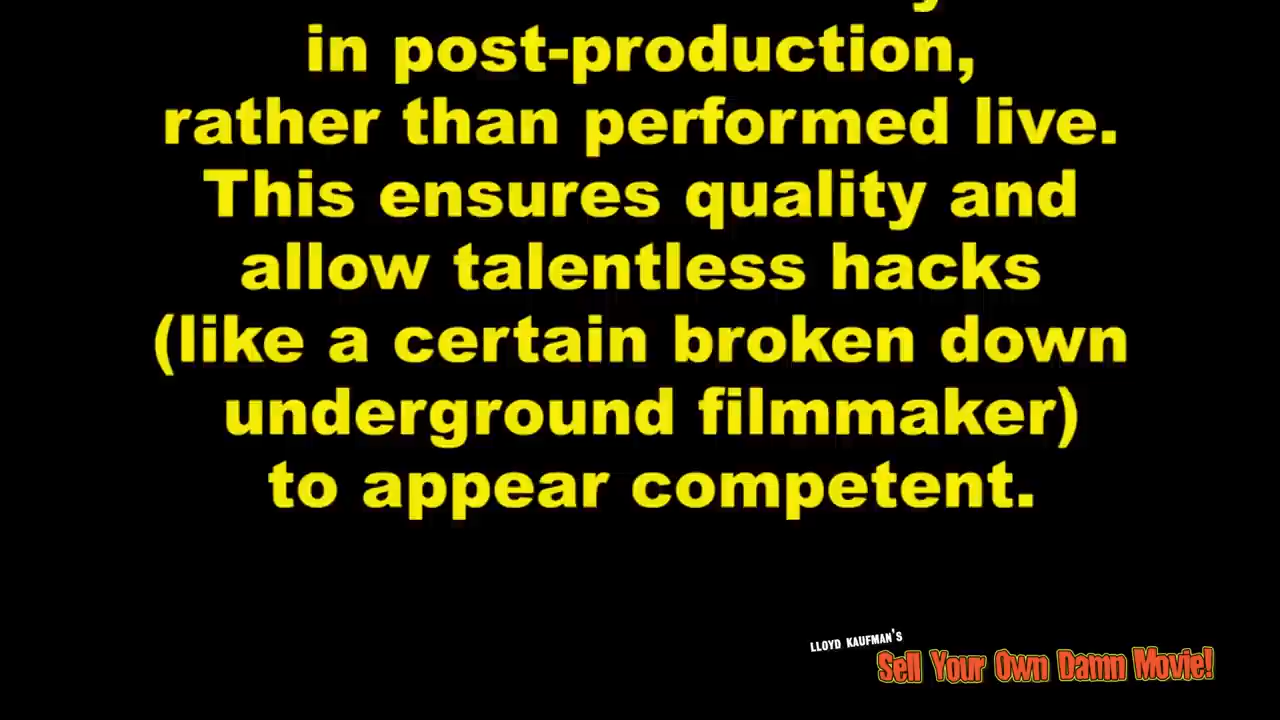 in post-production,
rather than performed live.
This ensures quality and
allow talentless hacks
(like a certain broken down
underground filmmaker)
to appear competent.
LLOYD KAUFMAN'S
Sell Your Own Damn Movie!